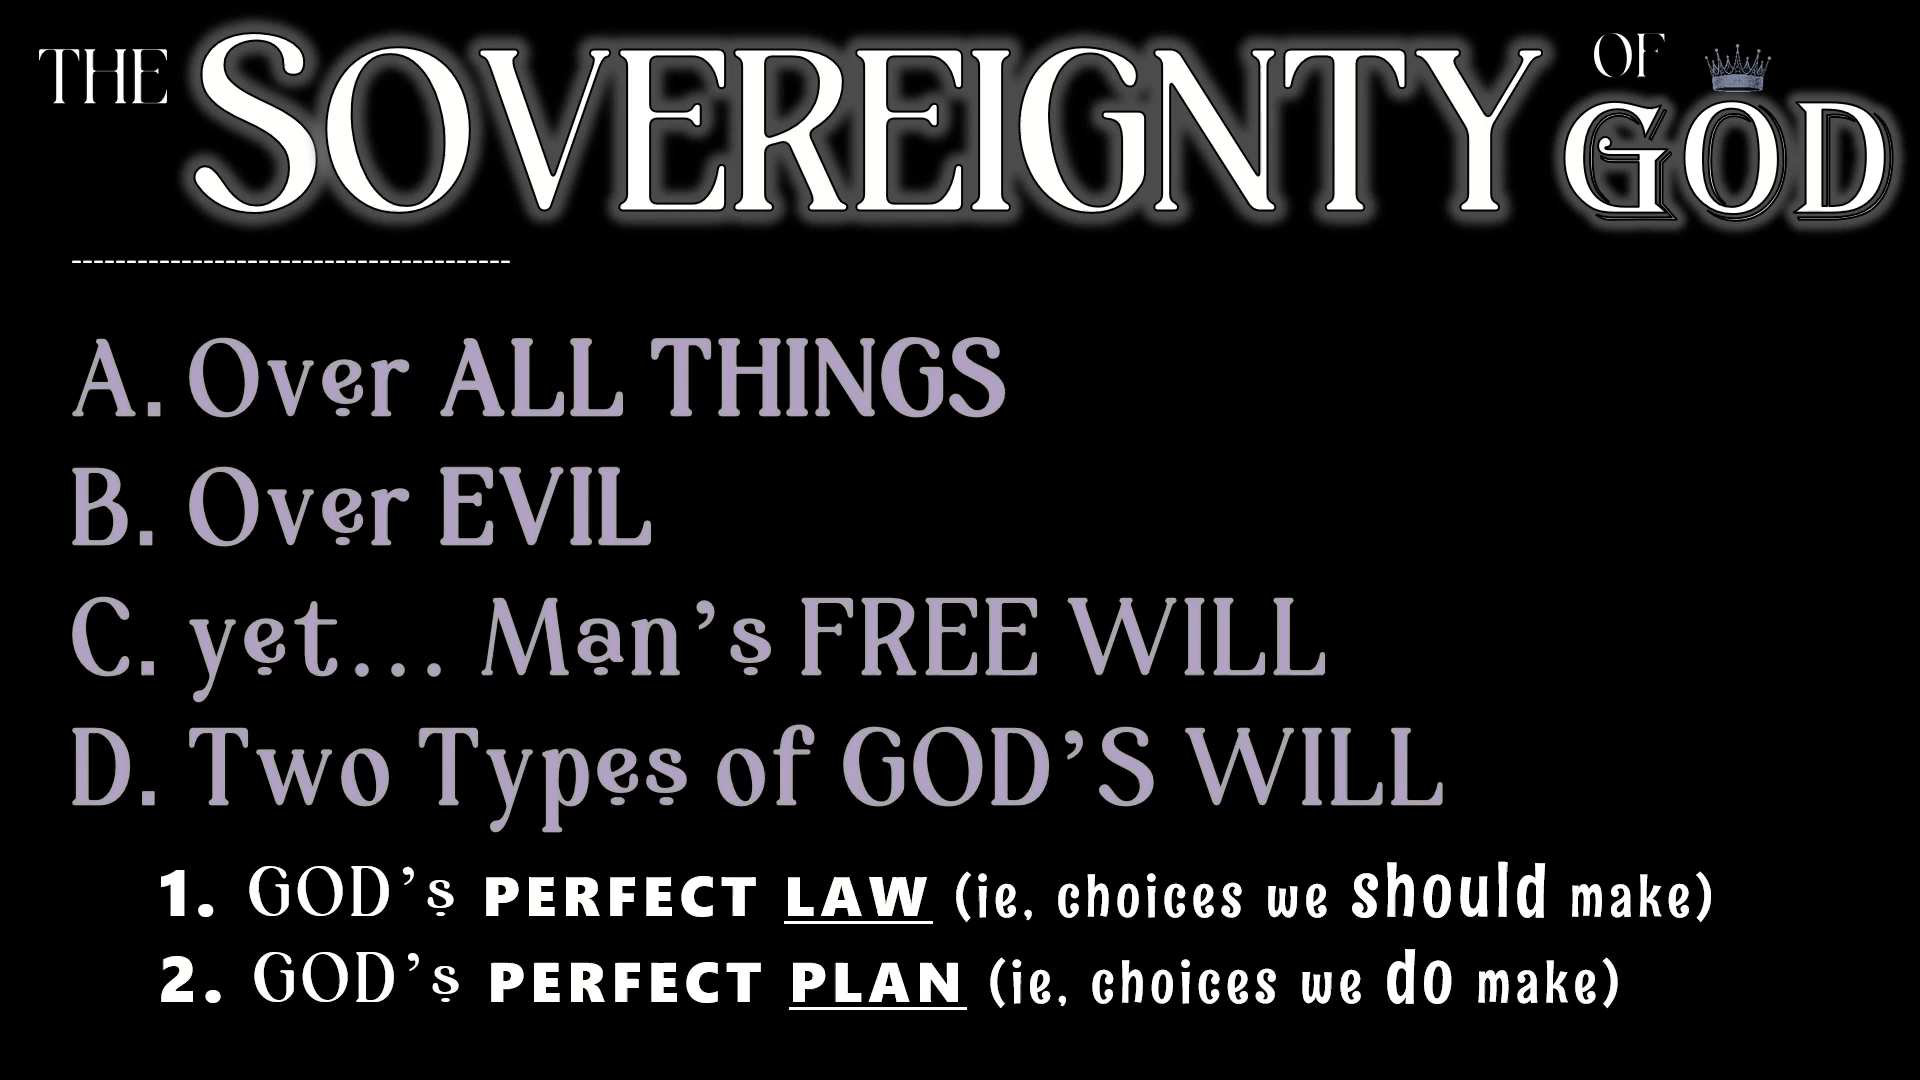 THE SOVEREIGNTY OF GOD
---------------------------------------
A. Over ALL THINGS
B. Over EVIL
C. yet... Man’s FREE WILL
D. Two Types of GOD’S WILL
1. GOD’s PERFECT LAW (ie, choices we should make)
2. GOD’s PERFECT PLAN (ie, choices we do make)